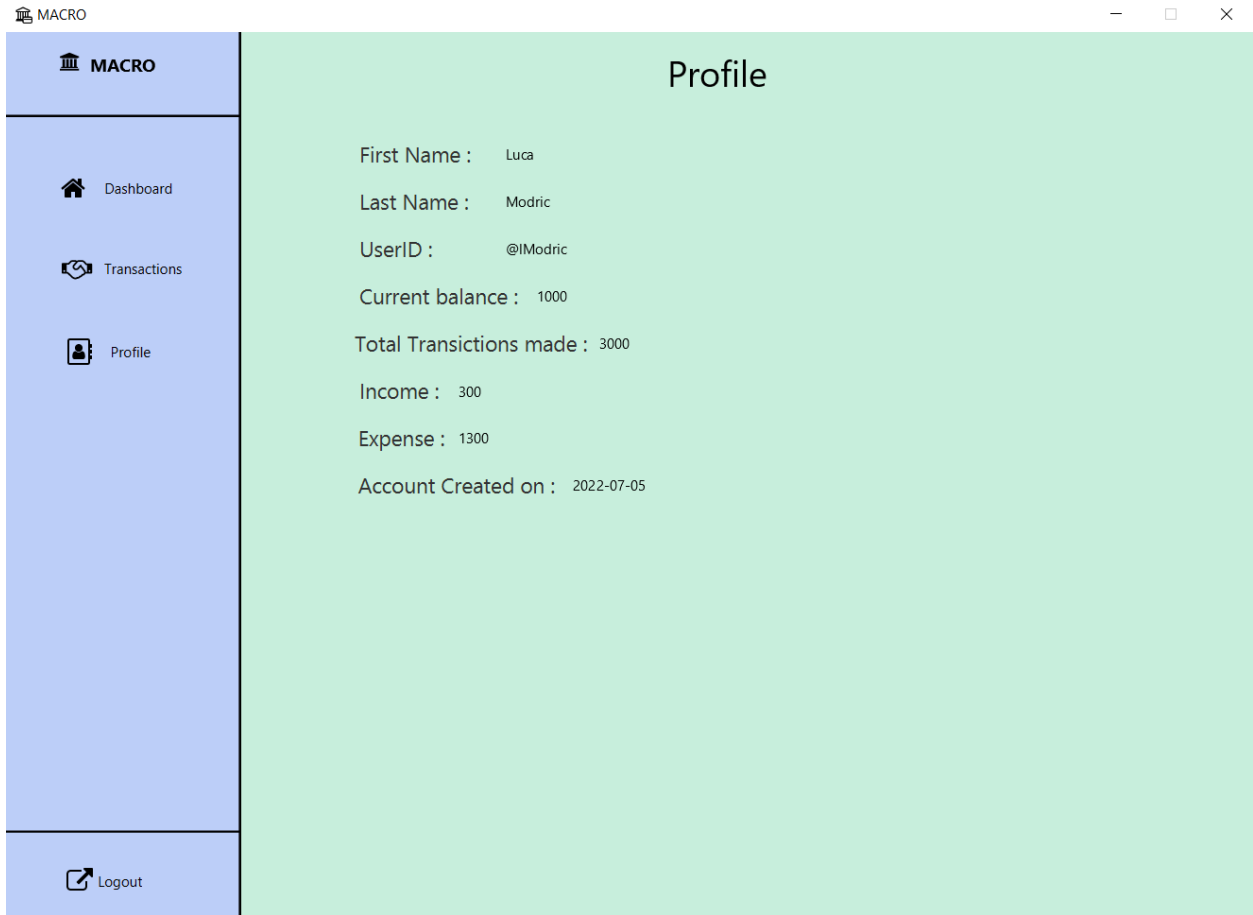 MACRO
MACRO
Dashboard
Transactions
Profile
Logout
Profile
First Name : Luca
Last Name : Modric
UserID : @lModric
Current balance : 1000
Total Transictions made : 3000
Income : 300
Expense : 1300
Account Created on : 2022-07-05